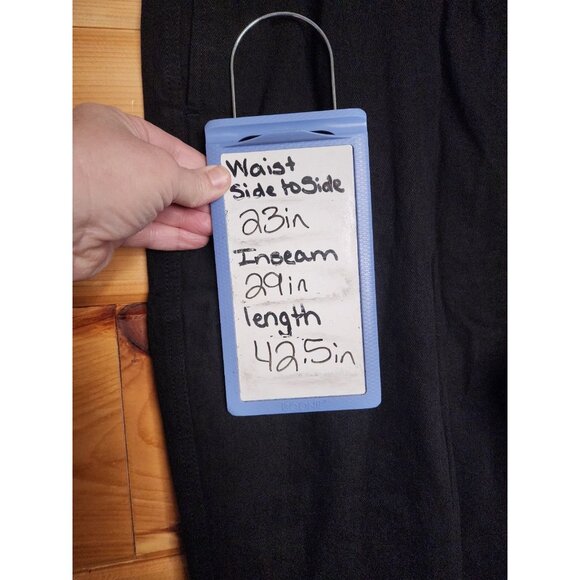 Waist
Side to Side
23in
Inseam
29in
length
42.5in